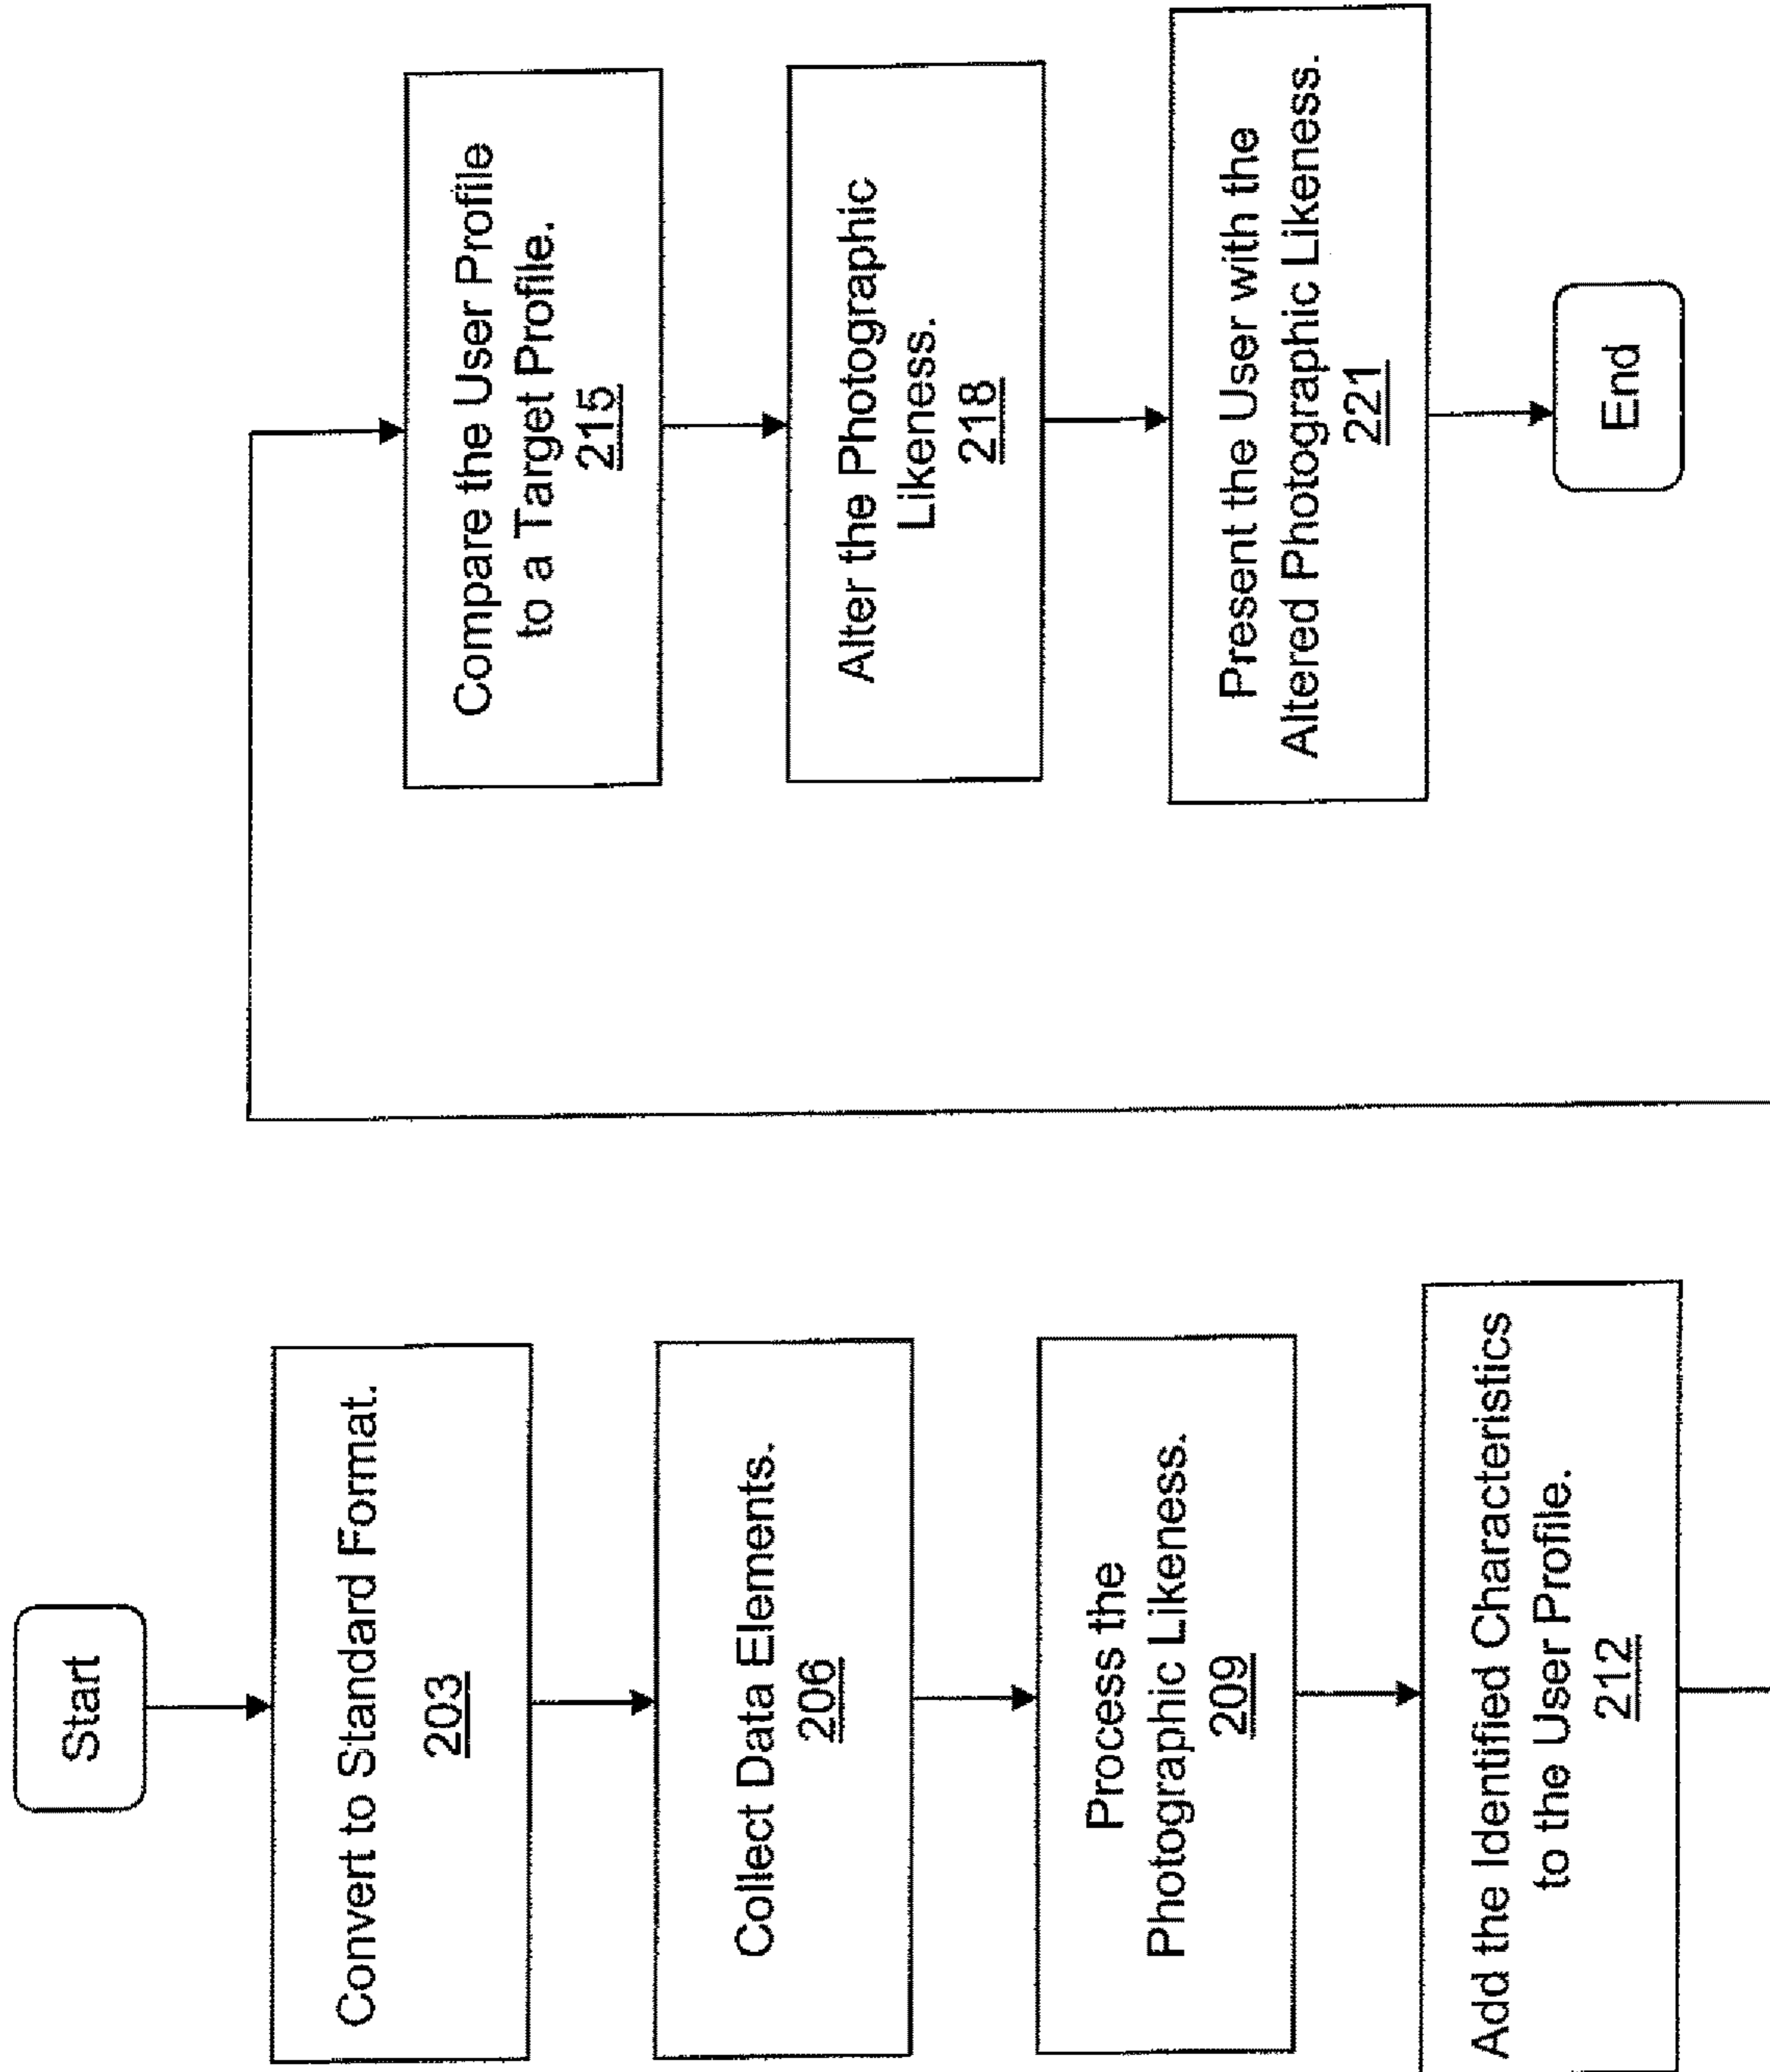 Start
Convert to Standard Format.
203
Collect Data Elements.
206
Process the
Photographic Likeness.
209
Add the Identified Characteristics
to the User Profile.
212
Compare the User Profile
to a Target Profile.
215
Alter the Photographic
Likeness.
218
Present the User with the
Altered Photographic Likeness.
221
End